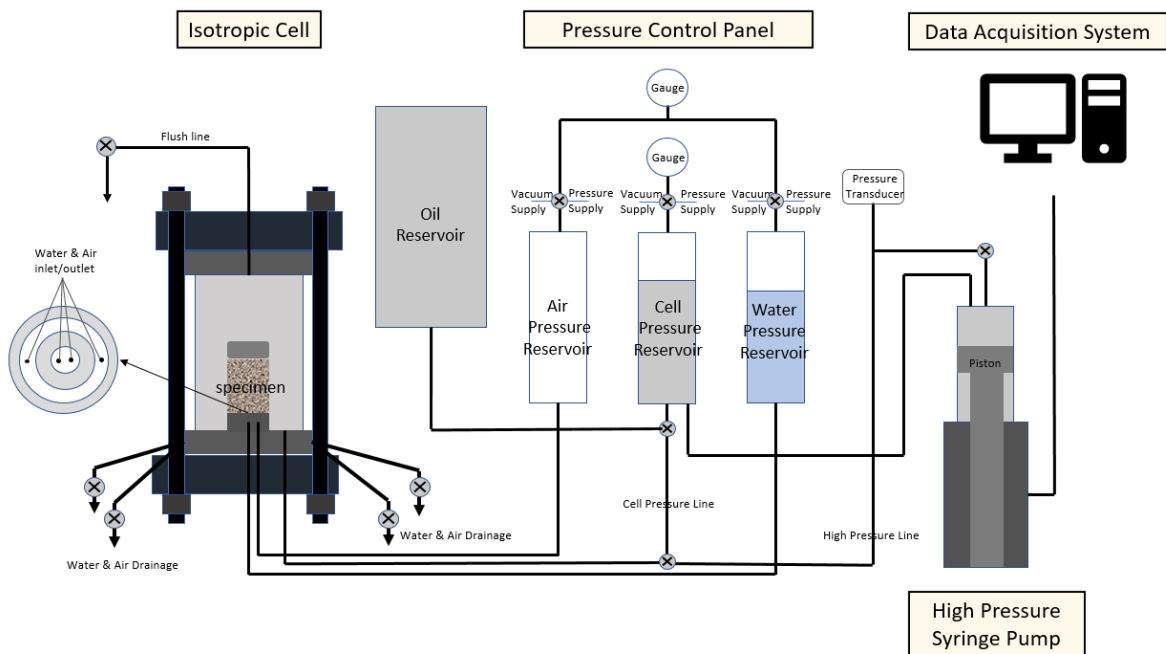 Isotropic Cell
Pressure Control Panel
Data Acquisition System
Gauge
Flush line
Gauge
Pressure
Transducer
Vacuum
Supply
Pressure
Supply
Vacuum
Supply
Pressure
Supply
Vacuum
Supply
Pressure
Supply
Oil
Reservoir
Water & Air
inlet/outlet
Air
Pressure
Reservoir
Cell
Pressure
Reservoir
Water
Pressure
Reservoir
Piston
specimen
Cell Pressure Line
High Pressure Line
Water & Air Drainage
Water & Air Drainage
High Pressure
Syringe Pump